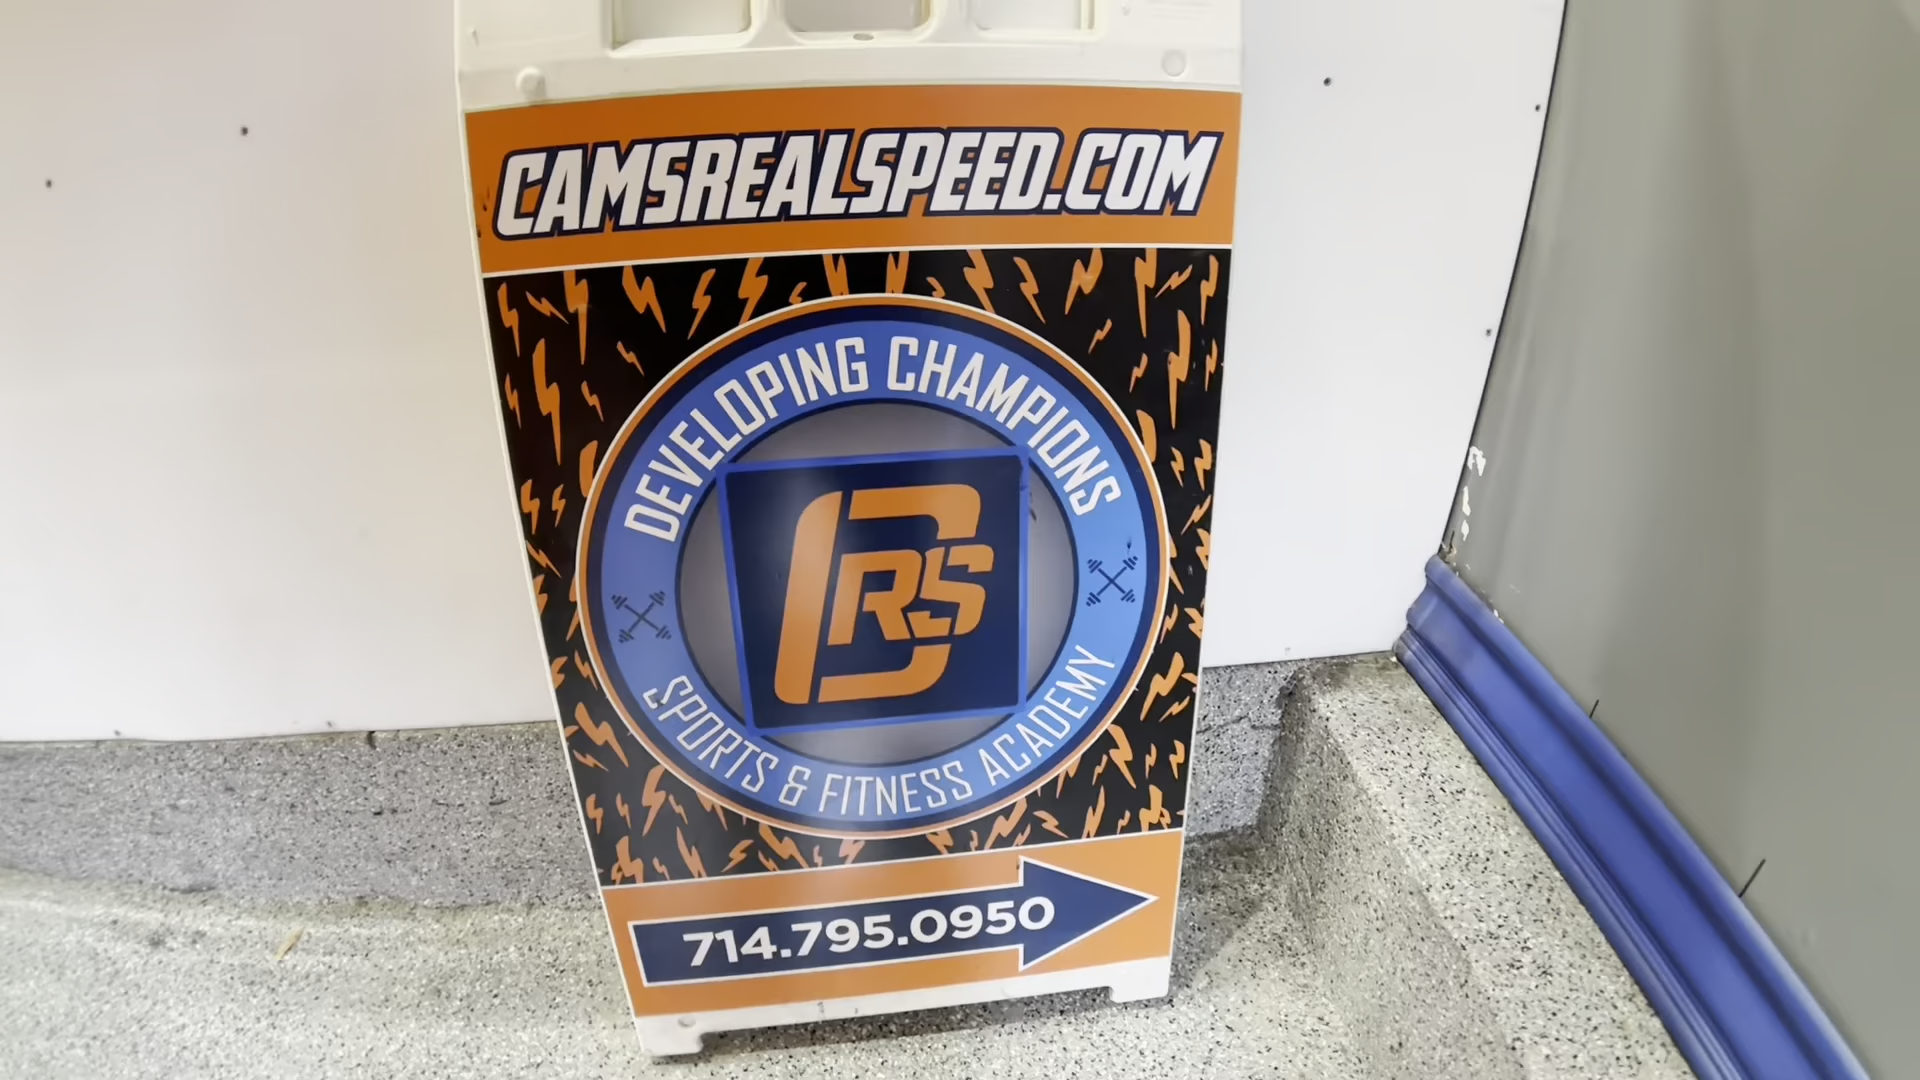 CAMSREALSPEED.COM
DEVELOPING CHAMPIONS
CRS
SPORTS & FITNESS ACADEMY
714.795.0950